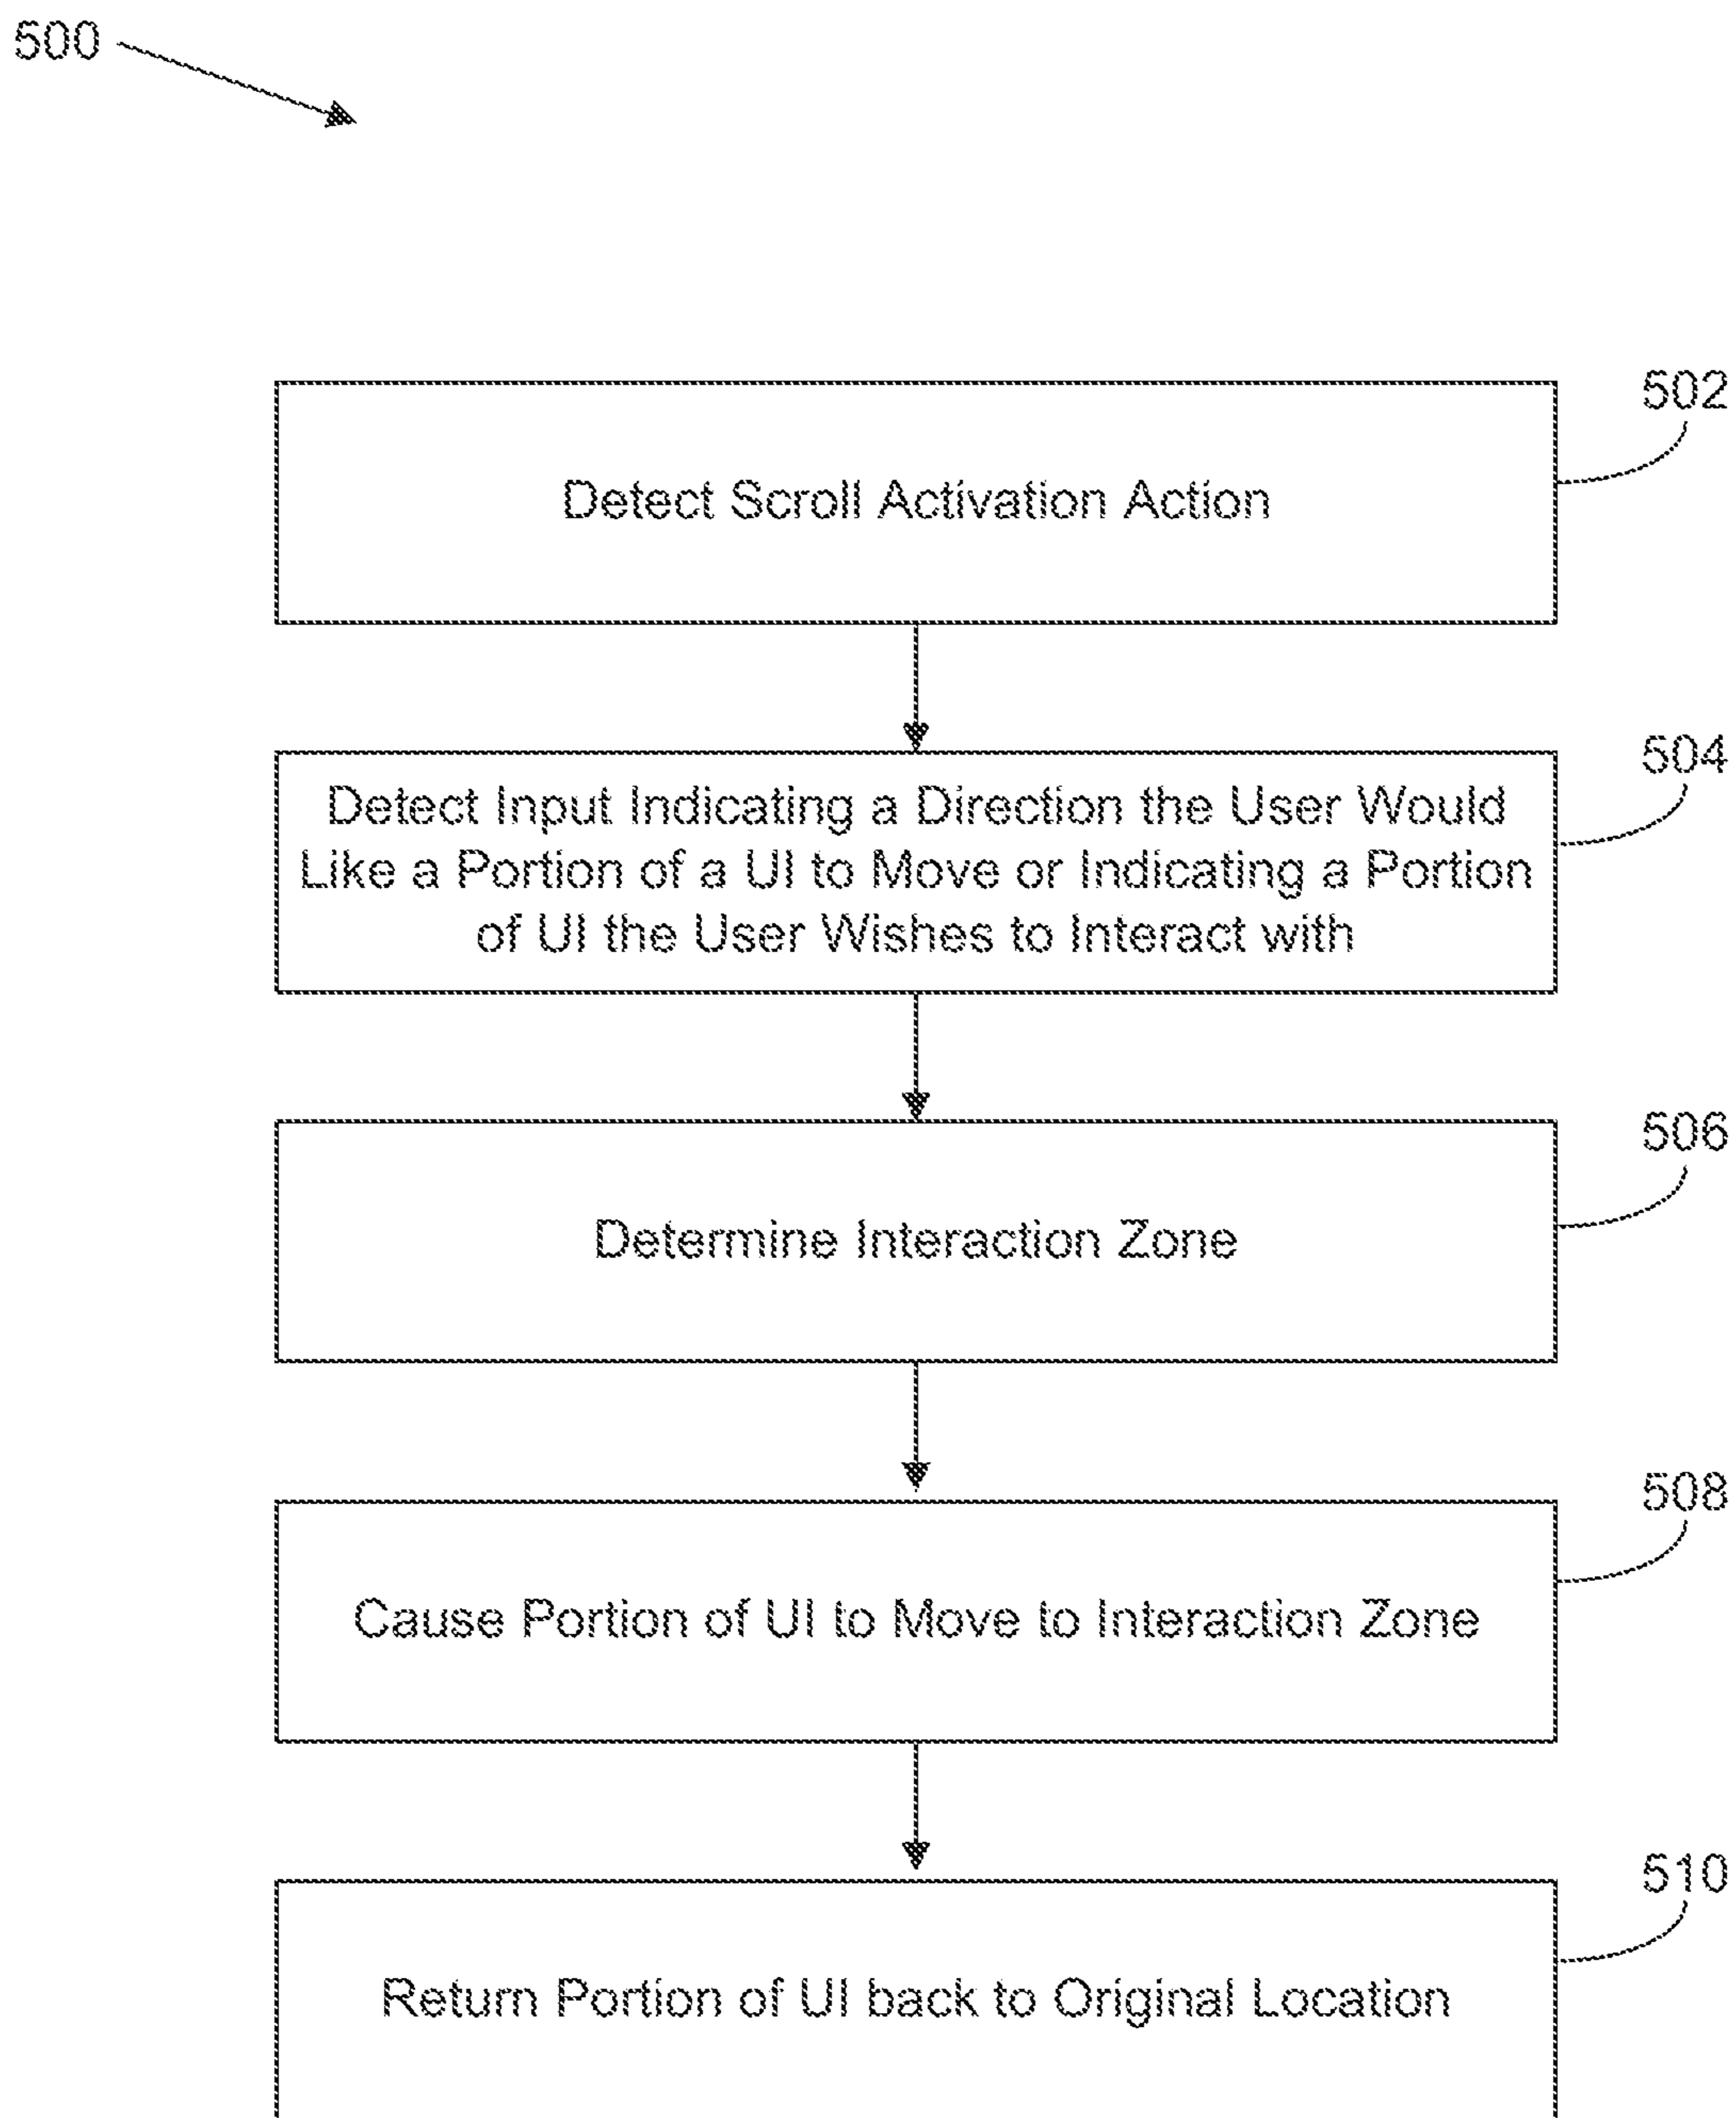 500
502
Detect Scroll Activation Action
504
Detect Input Indicating a Direction the User Would
Like a Portion of a UI to Move or Indicating a Portion
of UI the User Wishes to Interact with
506
Determine Interaction Zone
508
Cause Portion of UI to Move to Interaction Zone
510
Return Portion of UI back to Original Location